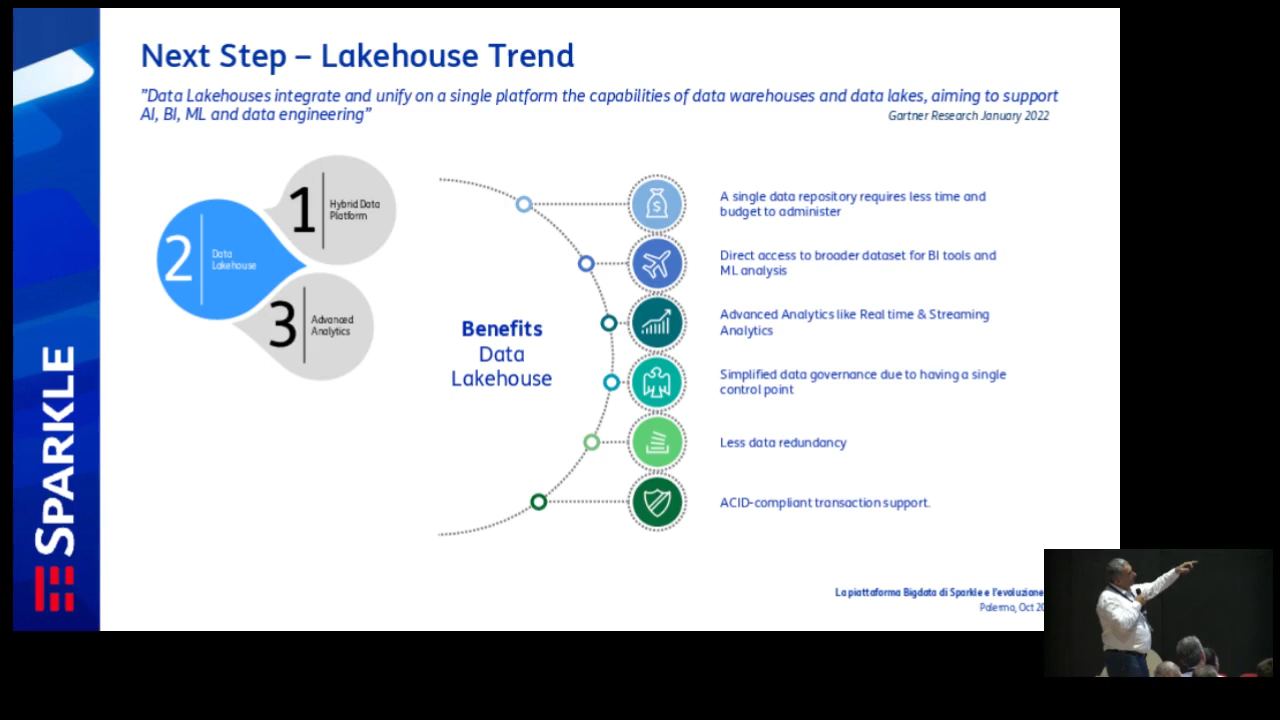 Next Step – Lakehouse Trend
"Data Lakehouses integrate and unify on a single platform the capabilities of data warehouses and data lakes, aiming to support
AI, BI, ML and data engineering"
Gartner Research January 2022
1
Hybrid Data
Platform
2
Data
Lakehouse
3
Advanced
Analytics
Benefits
Data
Lakehouse
A single data repository requires less time and
budget to administer
Direct access to broader dataset for BI tools and
ML analysis
Advanced Analytics like Real time & Streaming
Analytics
Simplified data governance due to having a single
control point
Less data redundancy
ACID-compliant transaction support.
SPARKLE
La piattaforma Bigdata di Sparkle e l'evoluzione
Palermo, Oct 20